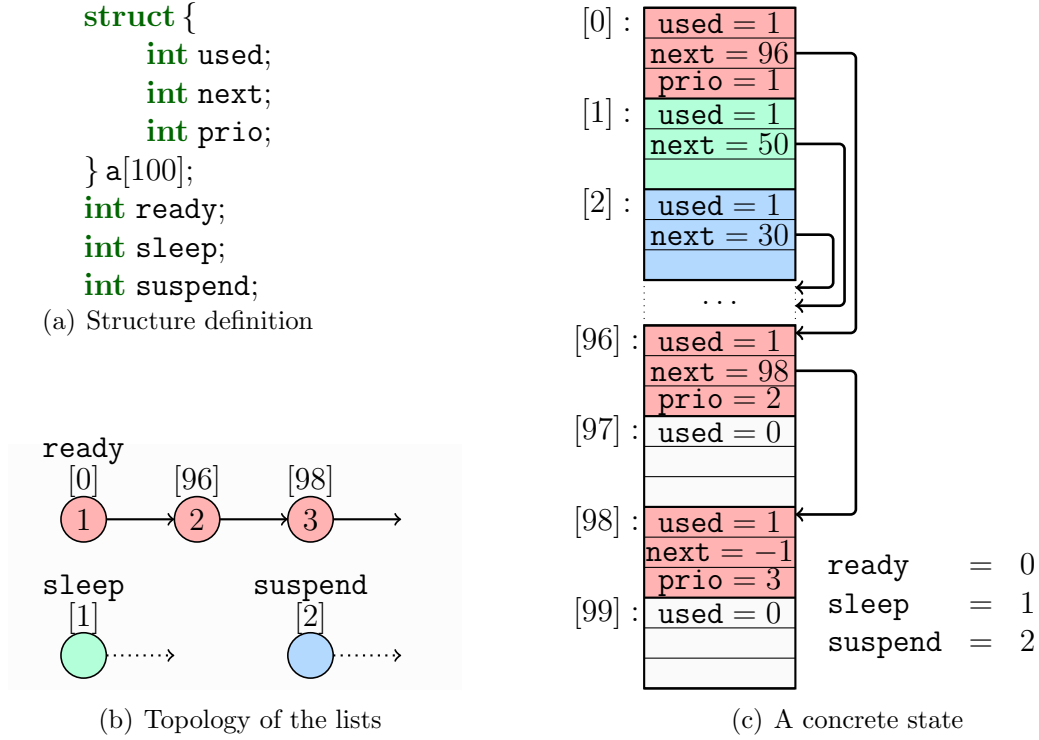 struct {
int used;
int next;
int prio;
} a[100];
int ready;
int sleep;
int suspend;
(a) Structure definition
ready
[0] [96] [98]
1 2 3
sleep suspend
[1] [2]
(b) Topology of the lists
[0] : used = 1
next = 96
prio = 1
[1] : used = 1
next = 50
[2] : used = 1
next = 30
...
[96] : used = 1
next = 98
prio = 2
[97] : used = 0
[98] : used = 1
next = −1
prio = 3
[99] : used = 0
ready = 0
sleep = 1
suspend = 2
(c) A concrete state